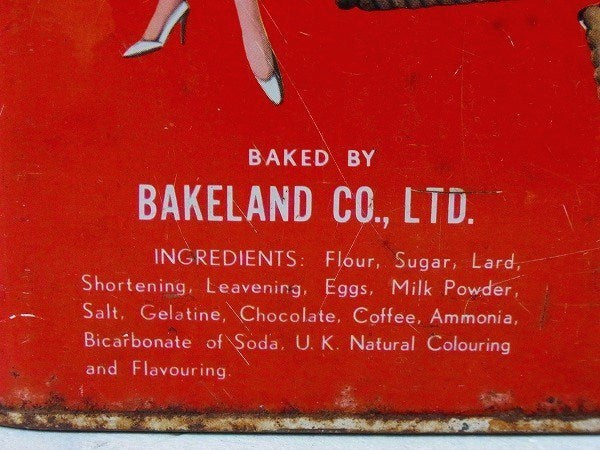 BAKED BY
BAKELAND CO., LTD.
INGREDIENTS: Flour, Sugar, Lard,
Shortening, Leavening, Eggs, Milk Powder,
Salt, Gelatine, Chocolate, Coffee, Ammonia,
Bicarbonate of Soda, U. K. Natural Colouring
and Flavouring.